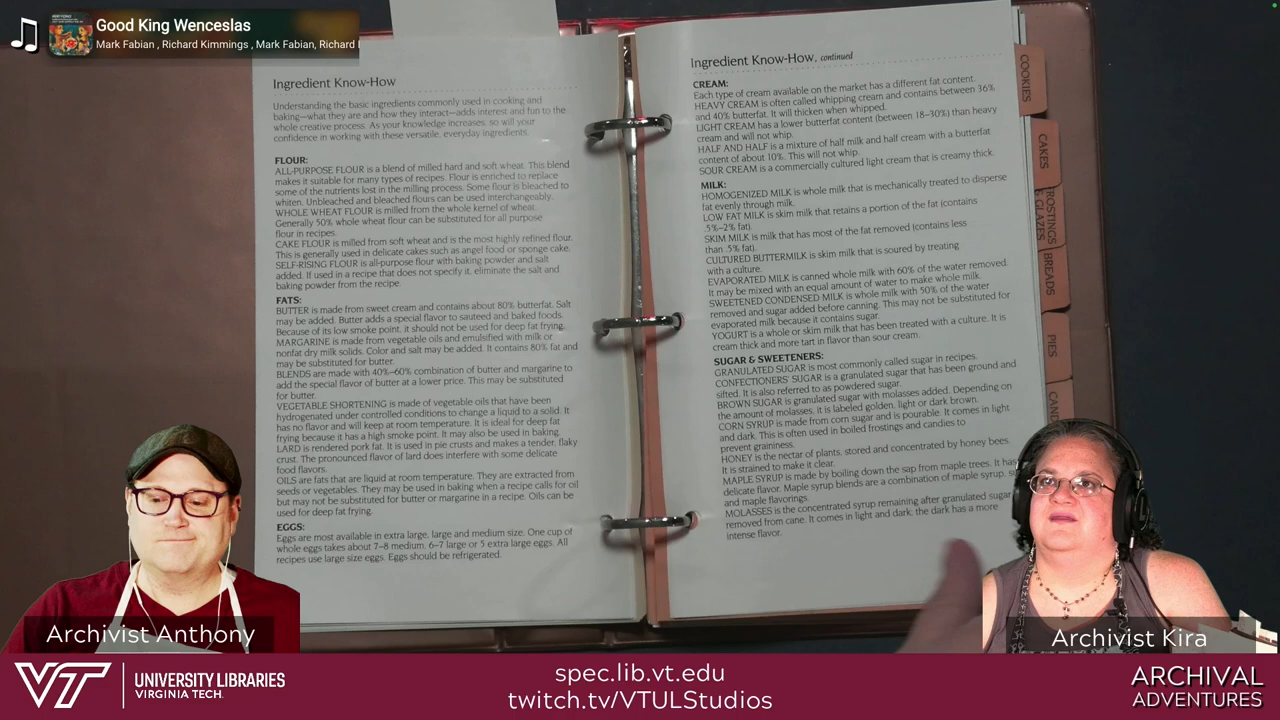 Good King Wenceslas
Mark Fabian , Richard Kimmings , Mark Fabian, Richard
Ingredient Know-How
Understanding the basic ingredients commonly used in cooking and
baking—what they are and how they interact—adds interest and fun to the
whole creative process. As your knowledge increases, so will your
confidence in working with these versatile, everyday ingredients.
FLOUR:
ALL-PURPOSE FLOUR is a blend of milled hard and soft wheat. This blend
makes it suitable for many types of recipes. Flour is enriched to replace
some of the nutrients lost in the milling process. Some flour is bleached to
whiten. Unbleached and bleached flours can be used interchangeably.
WHOLE WHEAT FLOUR is milled from the whole kernel of wheat.
Generally 50% whole wheat flour can be substituted for all purpose
flour in recipes.
CAKE FLOUR is milled from soft wheat and is the most highly refined flour.
This is generally used in delicate cakes such as angel food or sponge cake.
SELF-RISING FLOUR is all-purpose flour with baking powder and salt
added. If used in a recipe that does not specify it, eliminate the salt and
baking powder from the recipe.
FATS:
BUTTER is made from sweet cream and contains about 80% butterfat. Salt
may be added. Butter adds a special flavor to sauteed and baked foods.
Because of its low smoke point, it should not be used for deep fat frying.
MARGARINE is made from vegetable oils and emulsified with milk or
nonfat dry milk solids. Color and salt may be added. It contains 80% fat and
may be substituted for butter.
BLENDS are made with 40%–60% combination of butter and margarine to
add the special flavor of butter at a lower price. This may be substituted
for butter.
VEGETABLE SHORTENING is made of vegetable oils that have been
hydrogenated under controlled conditions to change a liquid to a solid. It
has no flavor and will keep at room temperature. It is ideal for deep fat
frying because it has a high smoke point. It may also be used in baking.
LARD is rendered pork fat. It is used in pie crusts and makes a tender, flaky
crust. The pronounced flavor of lard does interfere with some delicate
food flavors.
OILS are fats that are liquid at room temperature. They are extracted from
seeds or vegetables. They may be used in baking when a recipe calls for oil
but may not be substituted for butter or margarine in a recipe. Oils can be
used for deep fat frying.
EGGS:
Eggs are most available in extra large, large and medium size. One cup of
whole eggs takes about 7–8 medium, 6–7 large or 5 extra large eggs. All
recipes use large size eggs. Eggs should be refrigerated.
Ingredient Know-How, continued
CREAM:
Each type of cream available on the market has a different fat content.
HEAVY CREAM is often called whipping cream and contains between 36%
and 40% butterfat. It will thicken when whipped.
LIGHT CREAM has a lower butterfat content (between 18–30%) than heavy
cream and will not whip.
HALF AND HALF is a mixture of half milk and half cream with a butterfat
content of about 10%. This will not whip.
SOUR CREAM is a commercially cultured light cream that is creamy thick.
MILK:
HOMOGENIZED MILK is whole milk that is mechanically treated to disperse
fat evenly through milk.
LOW FAT MILK is skim milk that retains a portion of the fat (contains
.5%–2% fat).
SKIM MILK is milk that has most of the fat removed (contains less
than .5% fat).
CULTURED BUTTERMILK is skim milk that is soured by treating
with a culture.
EVAPORATED MILK is canned whole milk with 60% of the water removed.
It may be mixed with an equal amount of water to make whole milk.
SWEETENED CONDENSED MILK is whole milk with 50% of the water
removed and sugar added before canning. This may not be substituted for
evaporated milk because it contains sugar.
YOGURT is a whole or skim milk that has been treated with a culture. It is
cream thick and more tart in flavor than sour cream.
SUGAR & SWEETENERS:
GRANULATED SUGAR is most commonly called sugar in recipes.
CONFECTIONERS' SUGAR is a granulated sugar that has been ground and
sifted. It is also referred to as powdered sugar.
BROWN SUGAR is granulated sugar with molasses added. Depending on
the amount of molasses, it is labeled golden, light or dark brown.
CORN SYRUP is made from corn sugar and is pourable. It comes in light
and dark. This is often used in boiled frostings and candies to
prevent graininess.
HONEY is the nectar of plants, stored and concentrated by honey bees.
It is strained to make it clear.
MAPLE SYRUP is made by boiling down the sap from maple trees. It has
delicate flavor. Maple syrup blends are a combination of maple syrup,
and maple flavorings.
MOLASSES is the concentrated syrup remaining after granulated sugar
removed from cane. It comes in light and dark; the dark has a more
intense flavor.
COOKIES
CAKES
FROSTINGS
& GLAZES
BREADS
PIES
CAND
Archivist Anthony
Archivist Kira
VT
UNIVERSITY LIBRARIES
VIRGINIA TECH
spec.lib.vt.edu
twitch.tv/VTULStudios
ARCHIVAL
ADVENTURES